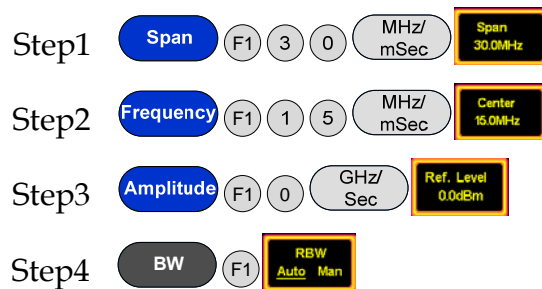 Step1 Span F1 3 0 MHz/ mSec Span 30.0MHz
Step2 Frequency F1 1 5 MHz/ mSec Center 15.0MHz
Step3 Amplitude F1 0 GHz/ Sec Ref. Level 0.0dBm
Step4 BW F1 RBW Auto Man